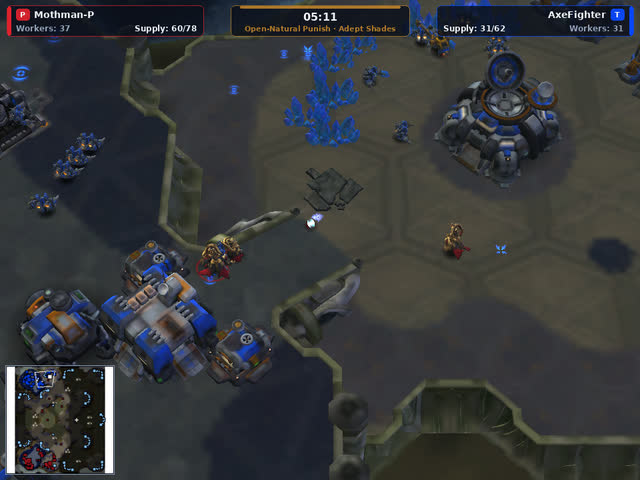 P Mothman-P
Workers: 37 Supply: 60/78
05:11
Open-Natural Punish · Adept Shades
AxeFighter T
Supply: 31/62 Workers: 31